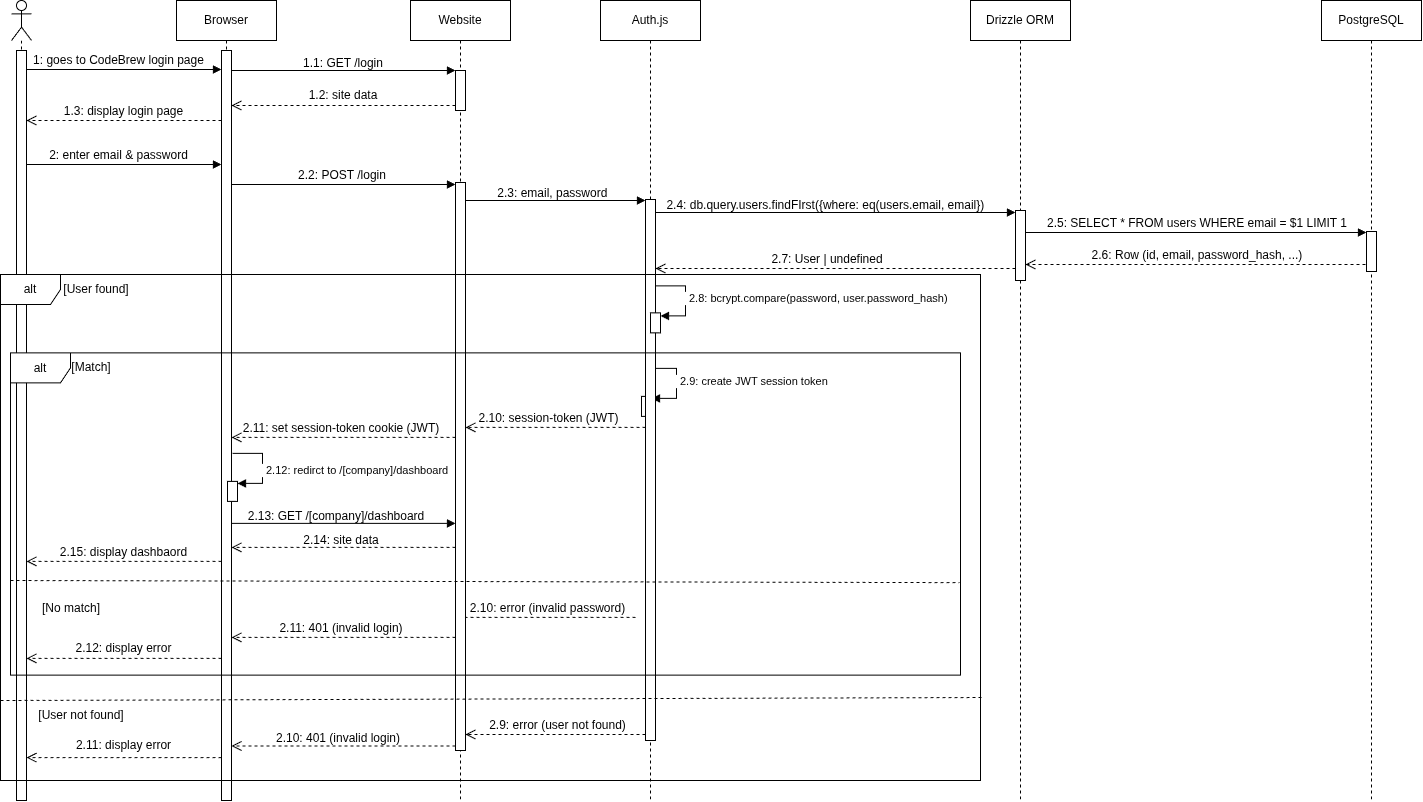 Browser
Website
Auth.js
Drizzle ORM
PostgreSQL
1: goes to CodeBrew login page
1.1: GET /login
1.2: site data
1.3: display login page
2: enter email & password
2.2: POST /login
2.3: email, password
2.4: db.query.users.findFIrst({where: eq(users.email, email})
2.5: SELECT * FROM users WHERE email = $1 LIMIT 1
2.6: Row (id, email, password_hash, ...)
2.7: User | undefined
alt
[User found]
2.8: bcrypt.compare(password, user.password_hash)
alt
[Match]
2.9: create JWT session token
2.10: session-token (JWT)
2.11: set session-token cookie (JWT)
2.12: redirct to /[company]/dashboard
2.13: GET /[company]/dashboard
2.14: site data
2.15: display dashbaord
[No match]
2.10: error (invalid password)
2.11: 401 (invalid login)
2.12: display error
[User not found]
2.9: error (user not found)
2.10: 401 (invalid login)
2.11: display error